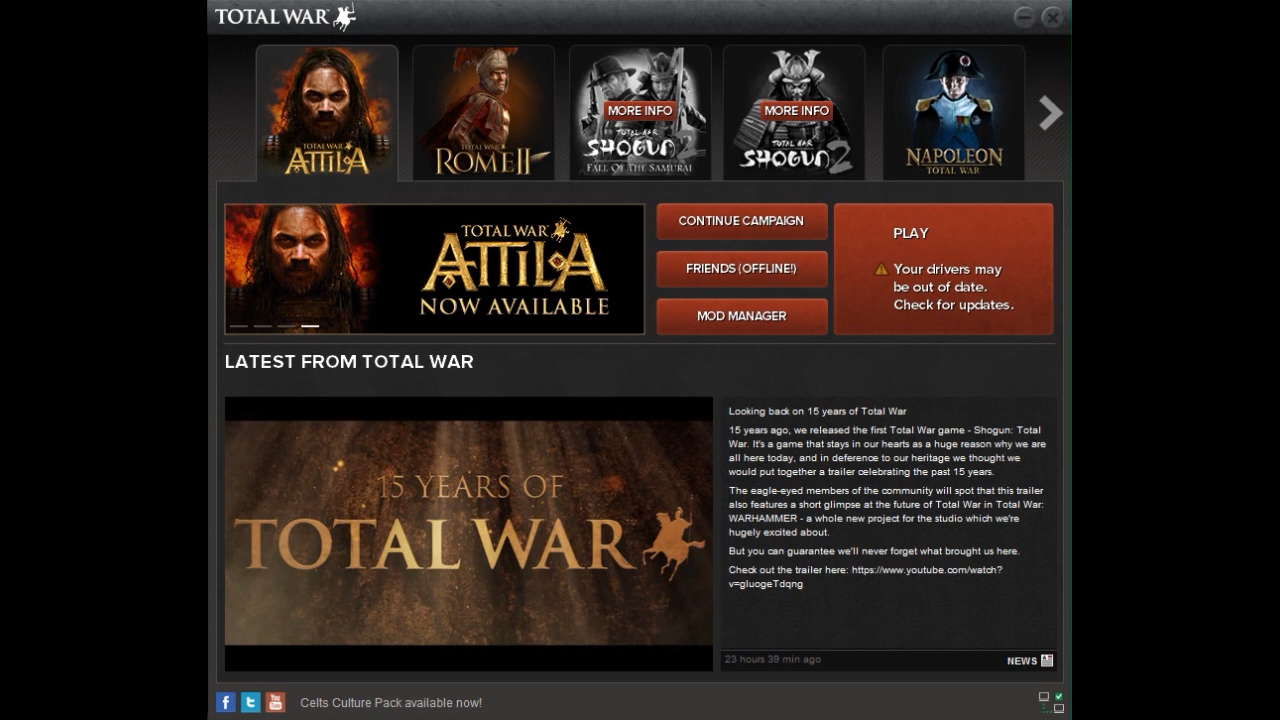 TOTAL WAR
TOTAL WAR
ATTILA
TOTAL WAR
ROME II
MORE INFO
TOTAL WAR
SHOGUN 2
FALL OF THE SAMURAI
MORE INFO
TOTAL WAR
SHOGUN 2
NAPOLEON
TOTAL WAR
TOTAL WAR
ATTILA
NOW AVAILABLE
CONTINUE CAMPAIGN
FRIENDS (OFFLINE!)
MOD MANAGER
PLAY
Your drivers may
be out of date.
Check for updates.
LATEST FROM TOTAL WAR
15 YEARS OF
TOTAL WAR
Looking back on 15 years of Total War
15 years ago, we released the first Total War game - Shogun: Total
War. It's a game that stays in our hearts as a huge reason why we are
all here today, and in deference to our heritage we thought we
would put together a trailer celebrating the past 15 years.
The eagle-eyed members of the community will spot that this trailer
also features a short glimpse at the future of Total War in Total War:
WARHAMMER - a whole new project for the studio which we're
hugely excited about.
But you can guarantee we'll never forget what brought us here.
Check out the trailer here: https://www.youtube.com/watch?
v=gluogeTdqng
23 hours 39 min ago
NEWS
f
t
You
Tube
Celts Culture Pack available now!